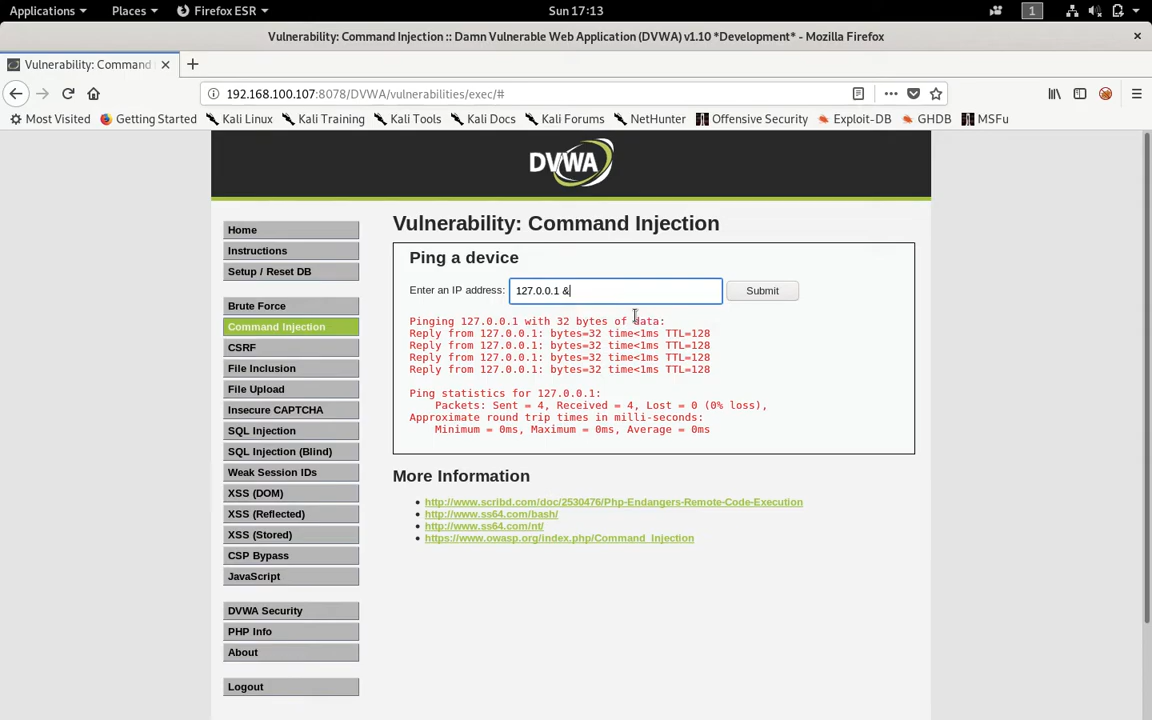 Applications Places Firefox ESR Sun 17:13 1
Vulnerability: Command Injection :: Damn Vulnerable Web Application (DVWA) v1.10 *Development* - Mozilla Firefox
Vulnerability: Command
192.168.100.107:8078/DVWA/vulnerabilities/exec/#
Most Visited Getting Started Kali Linux Kali Training Kali Tools Kali Docs Kali Forums NetHunter Offensive Security Exploit-DB GHDB MSFu
DVWA
Home
Instructions
Setup / Reset DB
Brute Force
Command Injection
CSRF
File Inclusion
File Upload
Insecure CAPTCHA
SQL Injection
SQL Injection (Blind)
Weak Session IDs
XSS (DOM)
XSS (Reflected)
XSS (Stored)
CSP Bypass
JavaScript
DVWA Security
PHP Info
About
Logout
Vulnerability: Command Injection
Ping a device
Enter an IP address: 127.0.0.1 & Submit
Pinging 127.0.0.1 with 32 bytes of data:
Reply from 127.0.0.1: bytes=32 time<1ms TTL=128
Reply from 127.0.0.1: bytes=32 time<1ms TTL=128
Reply from 127.0.0.1: bytes=32 time<1ms TTL=128
Reply from 127.0.0.1: bytes=32 time<1ms TTL=128
Ping statistics for 127.0.0.1:
Packets: Sent = 4, Received = 4, Lost = 0 (0% loss),
Approximate round trip times in milli-seconds:
Minimum = 0ms, Maximum = 0ms, Average = 0ms
More Information
http://www.scribd.com/doc/2530476/Php-Endangers-Remote-Code-Execution
http://www.ss64.com/bash/
http://www.ss64.com/nt/
https://www.owasp.org/index.php/Command_Injection